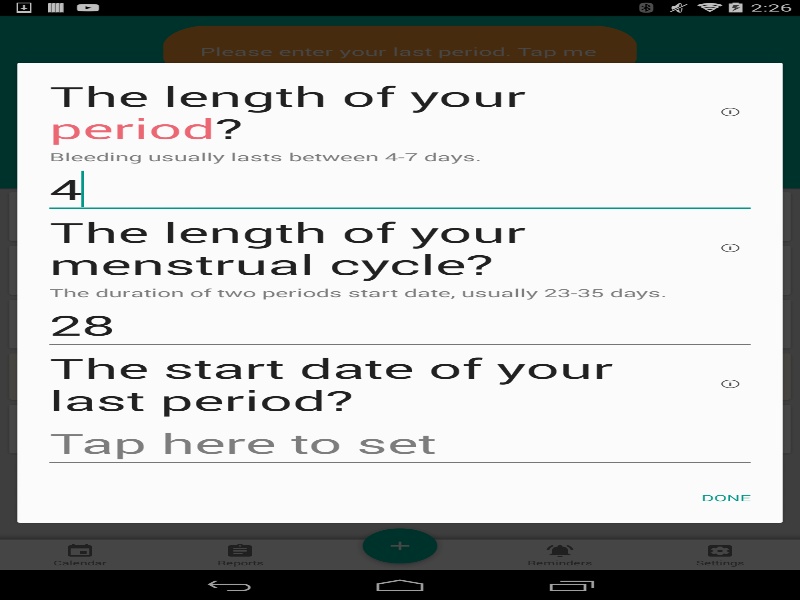 2:26
Please enter your last period. Tap me
The length of your
period?
Bleeding usually lasts between 4-7 days.
4
The length of your
menstrual cycle?
The duration of two periods start date, usually 23-35 days.
28
The start date of your
last period?
Tap here to set
DONE
+
Calendar
Reports
Reminders
Settings